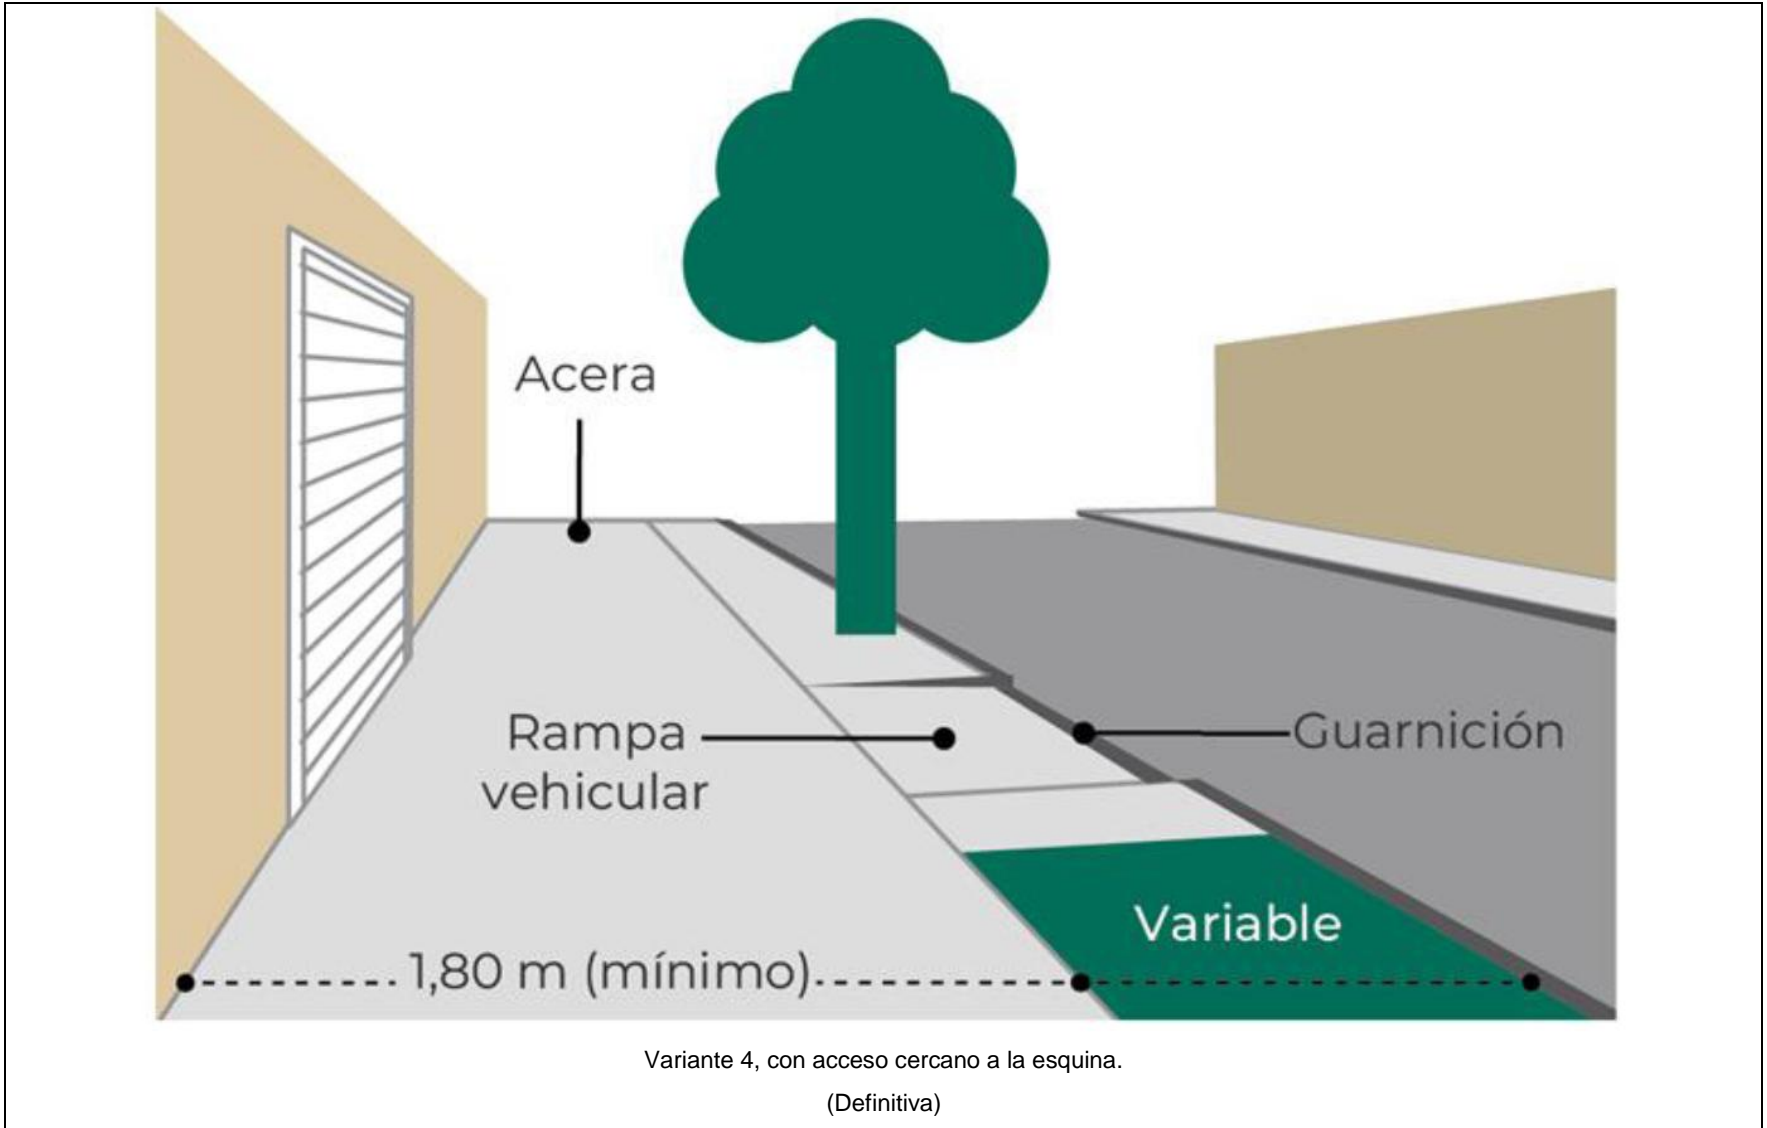 Acera
Rampa
vehicular
Guarnición
Variable
1,80 m (mínimo)
Variante 4, con acceso cercano a la esquina.
(Definitiva)